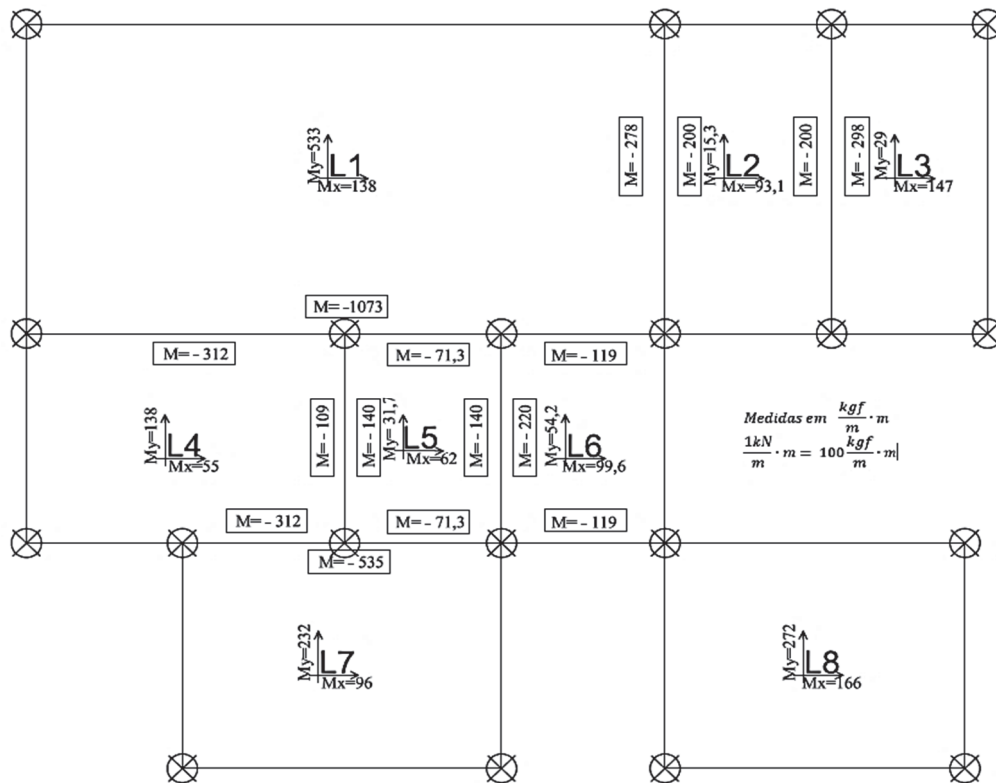 My=533
L1
Mx=138
M= - 278
M= - 200
My=15,3
L2
Mx=93,1
M= - 200
M= - 298
My=29
L3
Mx=147
M= -1073
M= - 312
M= - 71,3
M= - 119
My=138
L4
Mx=55
M= - 109
M= - 140
My= 31,7
L5
Mx=62
M= - 140
M= - 220
My=54,2
L6
Mx=99,6
Medidas em kgf/m · m
1kN/m · m = 100 kgf/m · m|
M= - 312
M= - 71,3
M= - 119
M= - 535
My=232
L7
Mx=96
My=272
L8
Mx=166